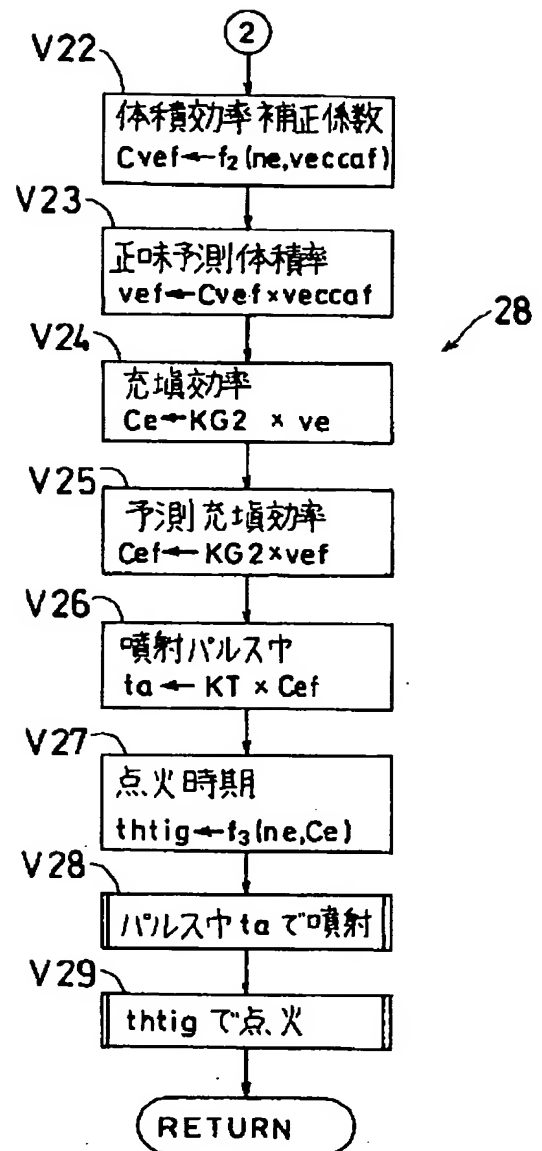 2
V22
体積効率補正係数
Cvef←f₂(ne,veccaf)
V23
正味予測体積率
vef←Cvef×veccaf
28
V24
充填効率
Ce←KG2 × ve
V25
予測充填効率
Cef←KG2×vef
V26
噴射パルス巾
ta← KT × Cef
V27
点火時期
thtig←f₃(ne,Ce)
V28
パルス巾taで噴射
V29
thtigで点火
RETURN